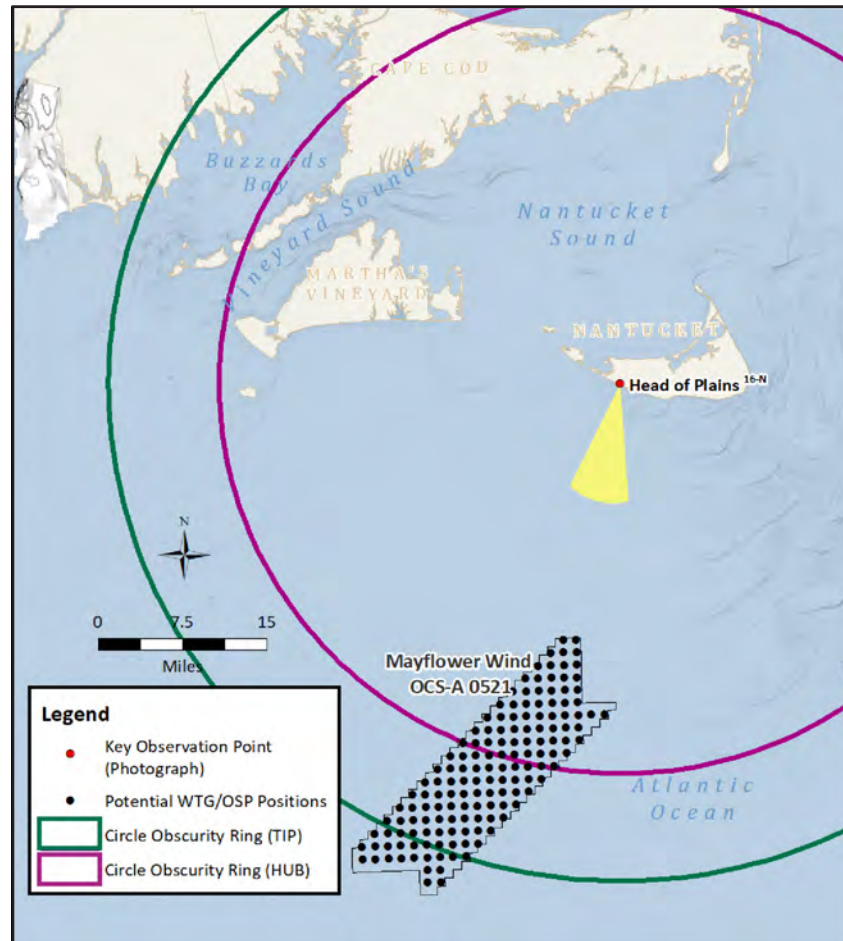 CAPE COD
Buzzards
Bay
Vineyard Sound
Nantucket
Sound
MARTHA'S
VINEYARD
NANTUCKET
Head of Plains 16-N
N
0 7.5 15
Miles
Mayflower Wind
OCS-A 0521
Atlantic
Ocean
Legend
Key Observation Point
(Photograph)
Potential WTG/OSP Positions
Circle Obscurity Ring (TIP)
Circle Obscurity Ring (HUB)